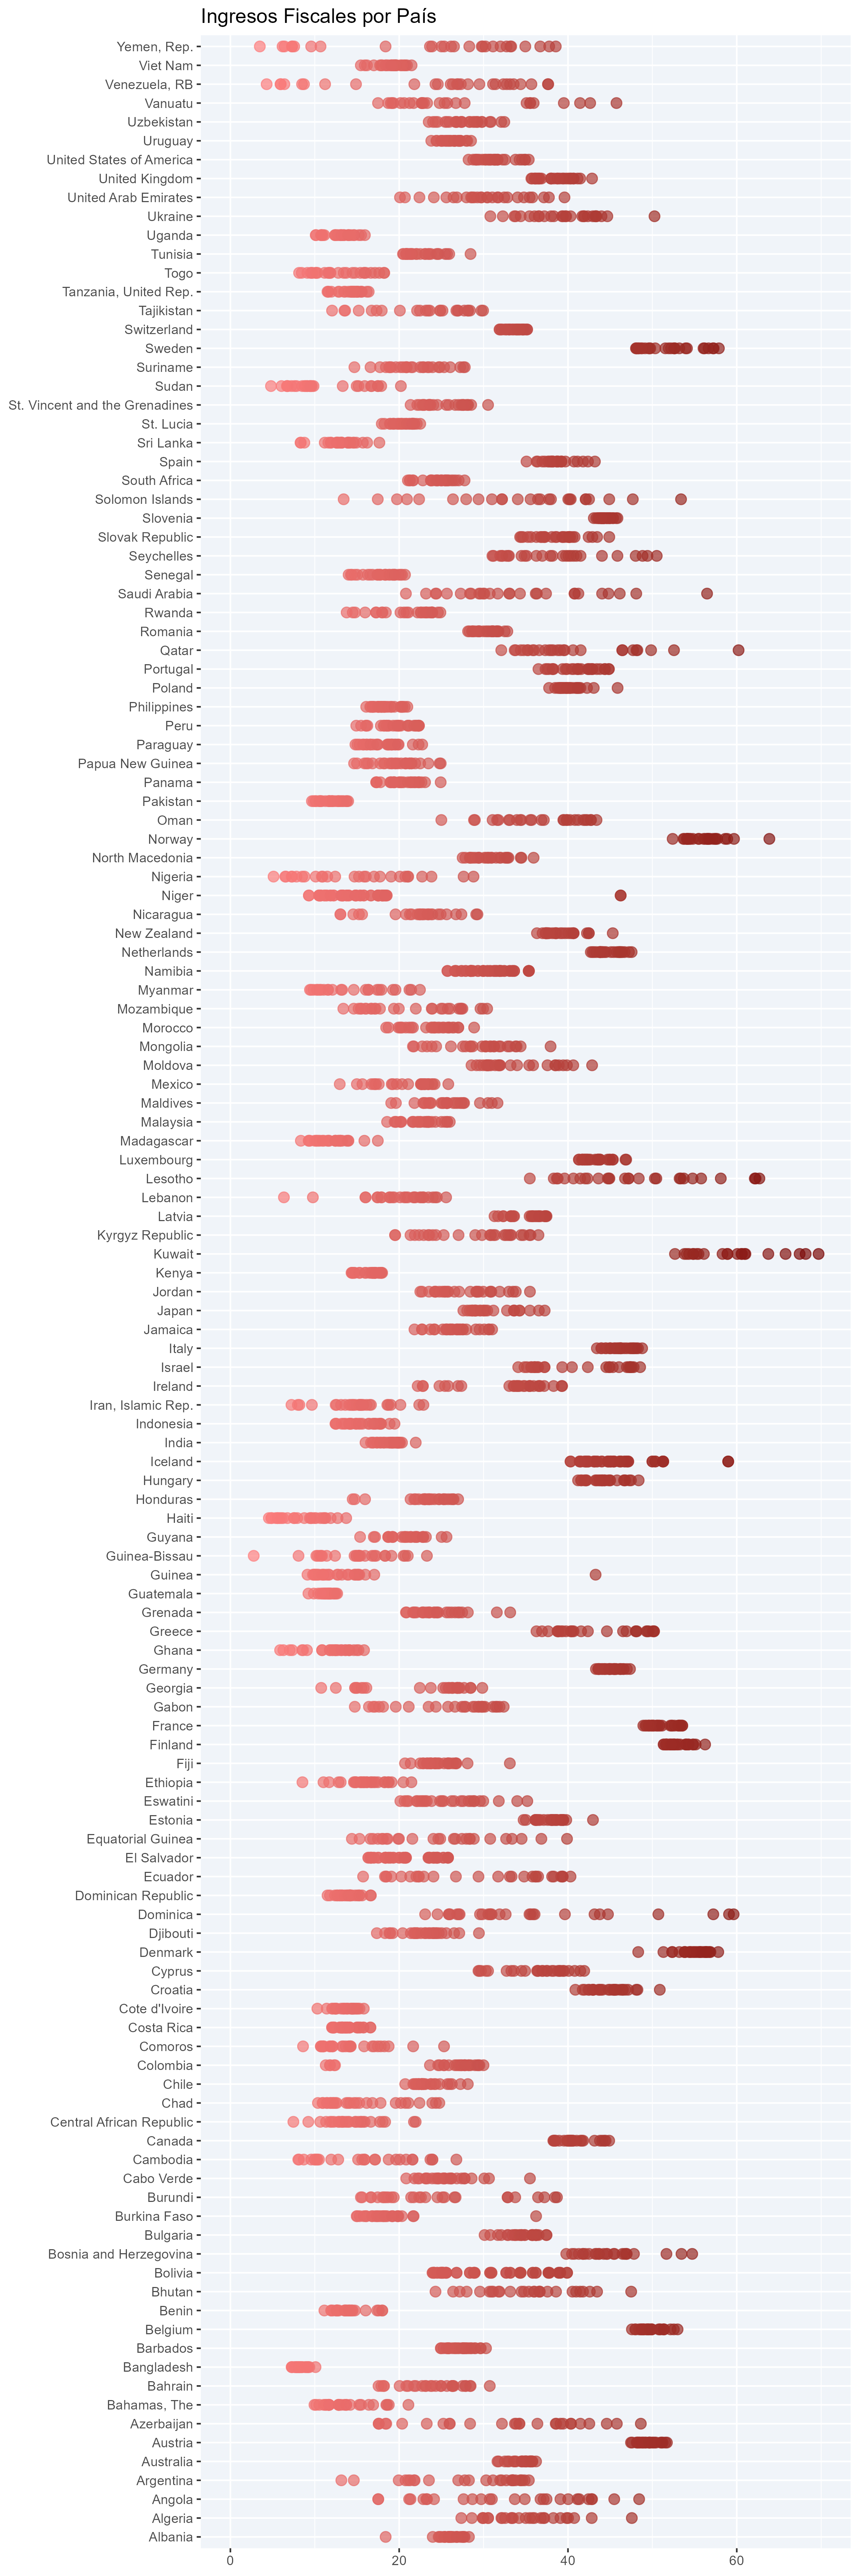 Ingresos Fiscales por País
Yemen, Rep.
Viet Nam
Venezuela, RB
Vanuatu
Uzbekistan
Uruguay
United States of America
United Kingdom
United Arab Emirates
Ukraine
Uganda
Tunisia
Togo
Tanzania, United Rep.
Tajikistan
Switzerland
Sweden
Suriname
Sudan
St. Vincent and the Grenadines
St. Lucia
Sri Lanka
Spain
South Africa
Solomon Islands
Slovenia
Slovak Republic
Seychelles
Senegal
Saudi Arabia
Rwanda
Romania
Qatar
Portugal
Poland
Philippines
Peru
Paraguay
Papua New Guinea
Panama
Pakistan
Oman
Norway
North Macedonia
Nigeria
Niger
Nicaragua
New Zealand
Netherlands
Namibia
Myanmar
Mozambique
Morocco
Mongolia
Moldova
Mexico
Maldives
Malaysia
Madagascar
Luxembourg
Lesotho
Lebanon
Latvia
Kyrgyz Republic
Kuwait
Kenya
Jordan
Japan
Jamaica
Italy
Israel
Ireland
Iran, Islamic Rep.
Indonesia
India
Iceland
Hungary
Honduras
Haiti
Guyana
Guinea-Bissau
Guinea
Guatemala
Grenada
Greece
Ghana
Germany
Georgia
Gabon
France
Finland
Fiji
Ethiopia
Eswatini
Estonia
Equatorial Guinea
El Salvador
Ecuador
Dominican Republic
Dominica
Djibouti
Denmark
Cyprus
Croatia
Cote d'Ivoire
Costa Rica
Comoros
Colombia
Chile
Chad
Central African Republic
Canada
Cambodia
Cabo Verde
Burundi
Burkina Faso
Bulgaria
Bosnia and Herzegovina
Bolivia
Bhutan
Benin
Belgium
Barbados
Bangladesh
Bahrain
Bahamas, The
Azerbaijan
Austria
Australia
Argentina
Angola
Algeria
Albania
0 20 40 60